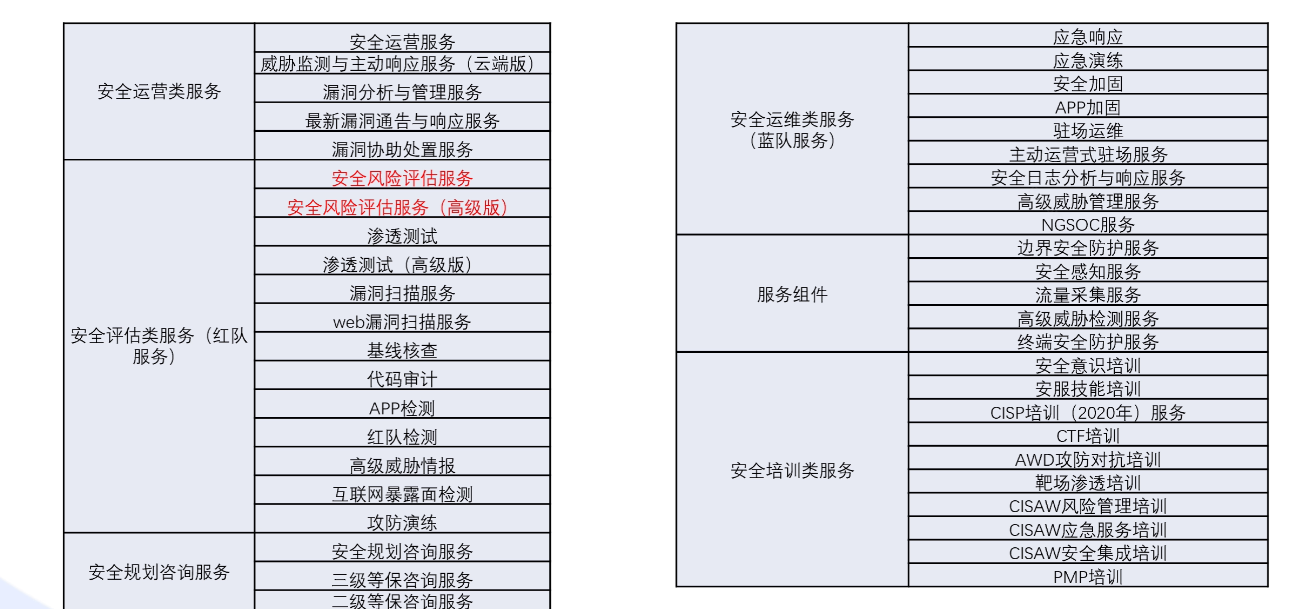 安全运营类服务
安全运营服务
威胁监测与主动响应服务（云端版）
漏洞分析与管理服务
最新漏洞通告与响应服务
漏洞协助处置服务
安全评估类服务（红队
服务）
安全风险评估服务
安全风险评估服务（高级版）
渗透测试
渗透测试（高级版）
漏洞扫描服务
web漏洞扫描服务
基线核查
代码审计
APP检测
红队检测
高级威胁情报
互联网暴露面检测
攻防演练
安全规划咨询服务
安全规划咨询服务
三级等保咨询服务
二级等保咨询服务
安全运维类服务
（蓝队服务）
应急响应
应急演练
安全加固
APP加固
驻场运维
主动运营式驻场服务
安全日志分析与响应服务
高级威胁管理服务
NGSOC服务
服务组件
边界安全防护服务
安全感知服务
流量采集服务
高级威胁检测服务
终端安全防护服务
安全培训类服务
安全意识培训
安服技能培训
CISP培训（2020年）服务
CTF培训
AWD攻防对抗培训
靶场渗透培训
CISAW风险管理培训
CISAW应急服务培训
CISAW安全集成培训
PMP培训